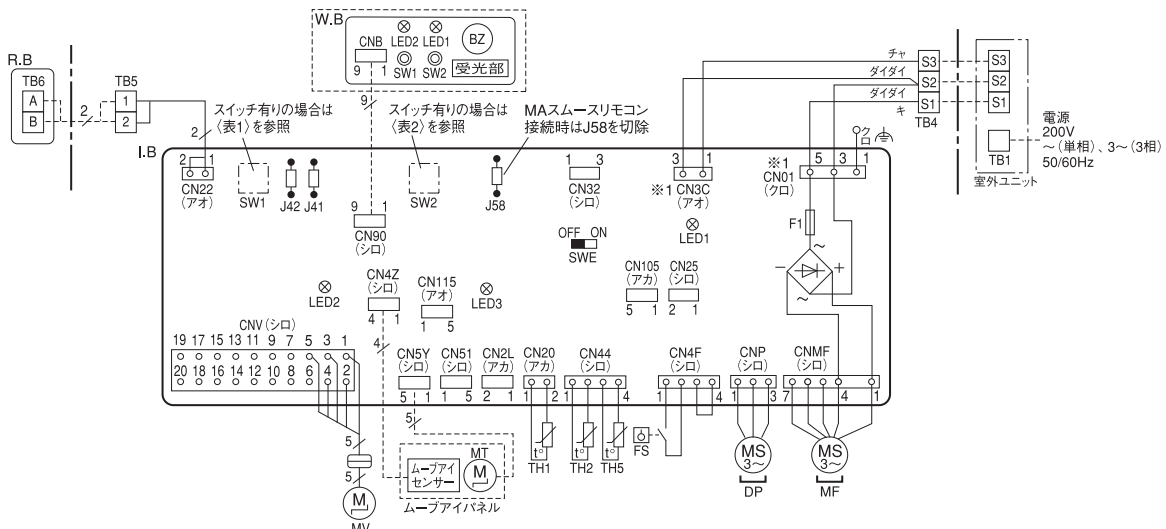 W.B
CNB
LED2 LED1
BZ
9 1
SW1 SW2
受光部
R.B
TB6
A
B
2
TB5
1
2
2
9
スイッチ有りの場合は
〈表1〉を参照
スイッチ有りの場合は
〈表2〉を参照
MAスムースリモコン
接続時はJ58を切除
チャ
ダイダイ
ダイダイ
キ
S3
S2
S1
TB4
S3
S2
S1
TB1
室外ユニット
電源
200V
~(単相)、3~(3相)
50/60Hz
I.B
2 1
CN22
(アオ)
SW1
J42 J41
9 1
CN90
(シロ)
SW2
J58
1 3
CN32
(シロ)
OFF ON
SWE
3 1
※1
CN3C
(アオ)
LED1
クロ
※1
5 3 1
CN01
(クロ)
F1
~
- +
~
LED2
CN4Z
(シロ)
4 1
CN115
(アオ)
1 5
LED3
CN105
(アカ)
5 1
CN25
(シロ)
2 1
CNV(シロ)
19 17 15 13 11 9 7 5 3 1
20 18 16 14 12 10 8 6 4 2
4
CN5Y
(シロ)
5 1
CN51
(シロ)
1 5
CN2L
(アカ)
2 1
CN20
(アカ)
1 2
CN44
(シロ)
1 4
CN4F
(シロ)
1 4
CNP
(シロ)
1 3
CNMF
(シロ)
7 4 1
5
5
M
MV
5
ムーブアイ
センサー
MT
M
ムーブアイパネル
t°
TH1
t°
TH2
t°
TH5
FS
MS
3~
DP
MS
3~
MF